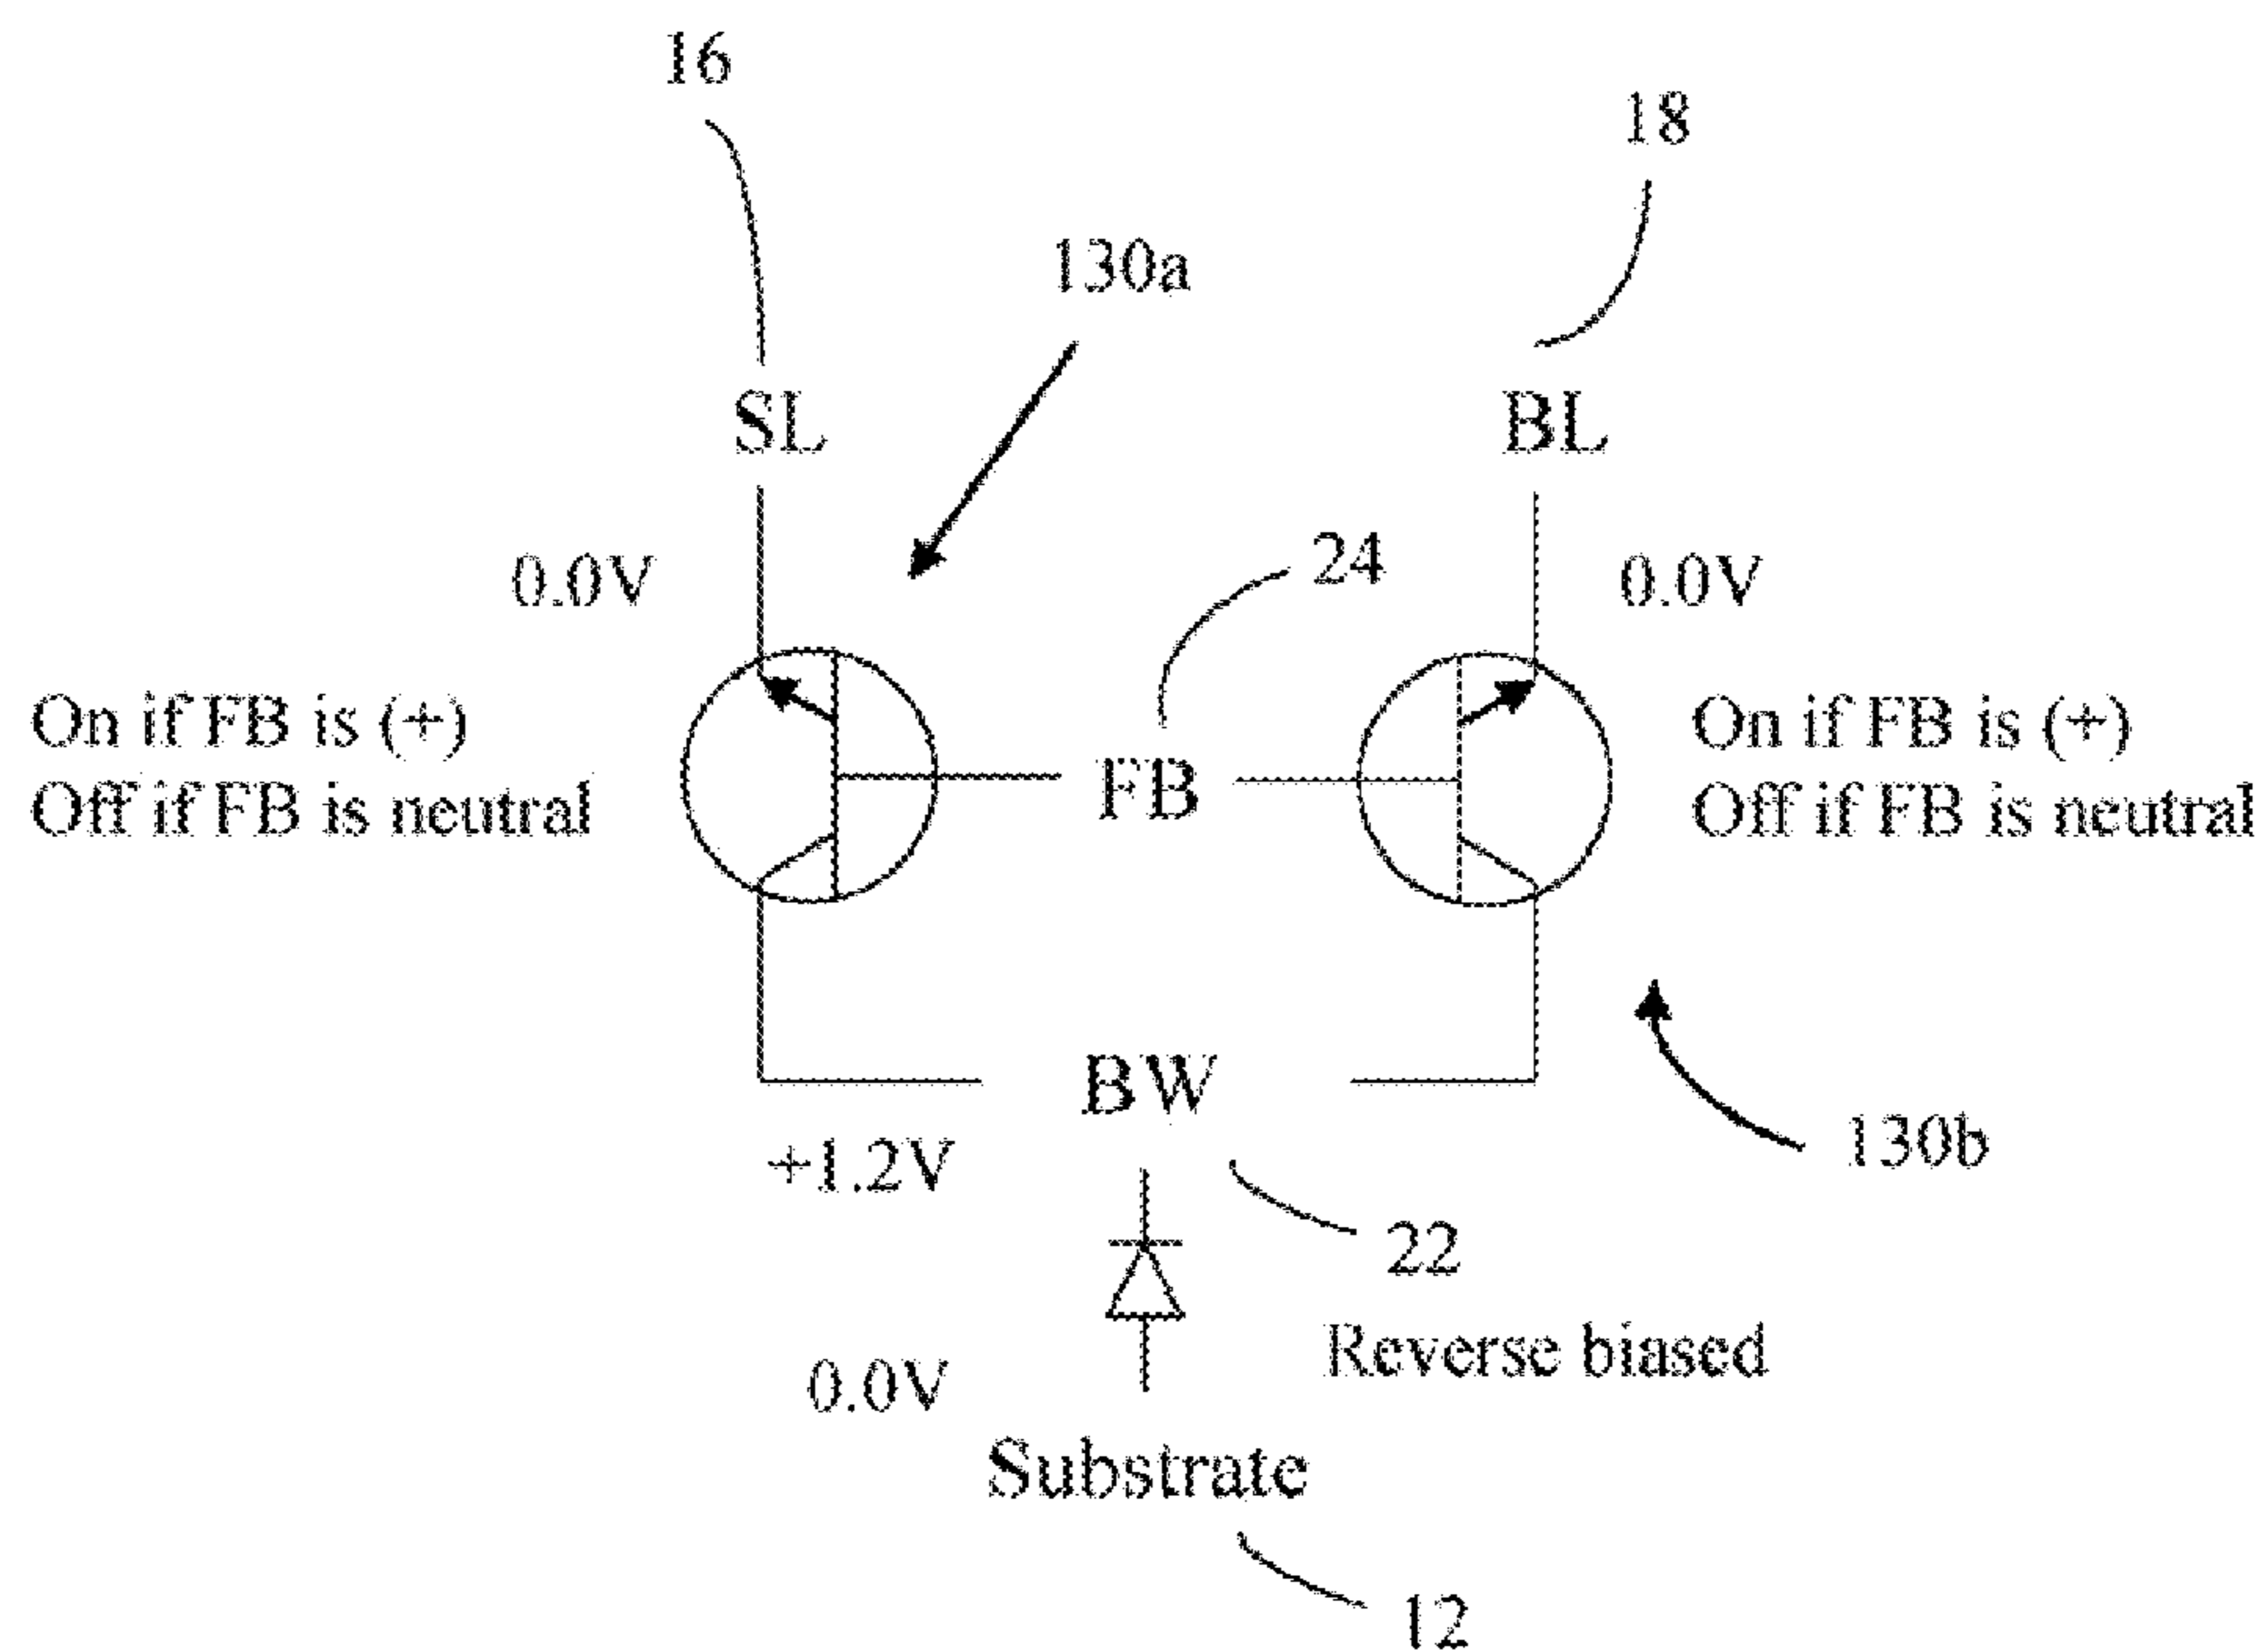 16
18
130a
SL
BL
0.0V
24
0.0V
On if FB is (+)
Off if FB is neutral
FB
On if FB is (+)
Off if FB is neutral
BW
+1.2V
130b
22
Reverse biased
0.0V
Substrate
12